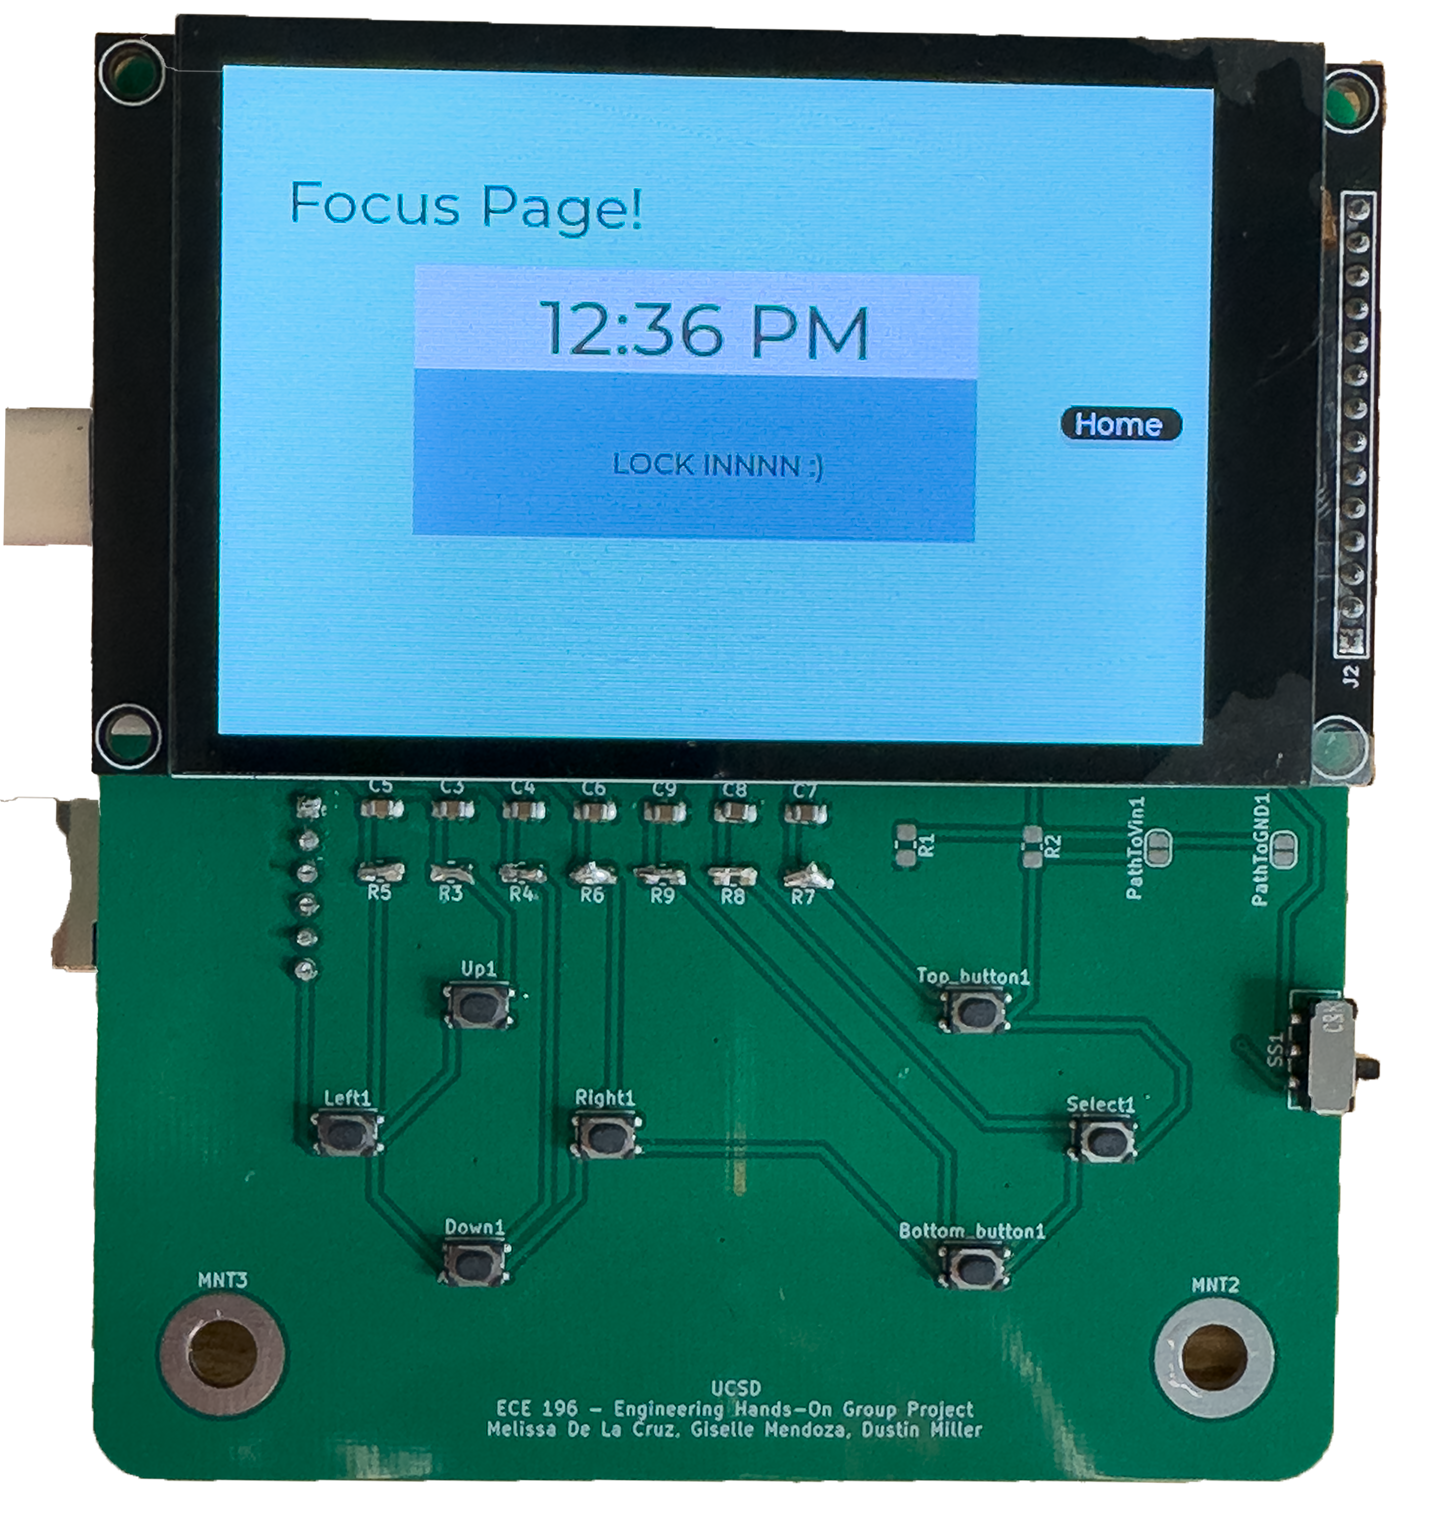 Focus Page!
12:36 PM
Home
LOCK INNNN :)
J2
C5 C3 C4 C6 C9 C8 C7
R1
R2
PathToVin1
PathToGND1
R5 R3 R4 R6 R9 R8 R7
Up1
Top_button1
C&K
SS1
Left1
Right1
Select1
Down1
Bottom_button1
MNT3
MNT2
UCSD
ECE 196 – Engineering Hands-On Group Project
Melissa De La Cruz, Giselle Mendoza, Dustin Miller